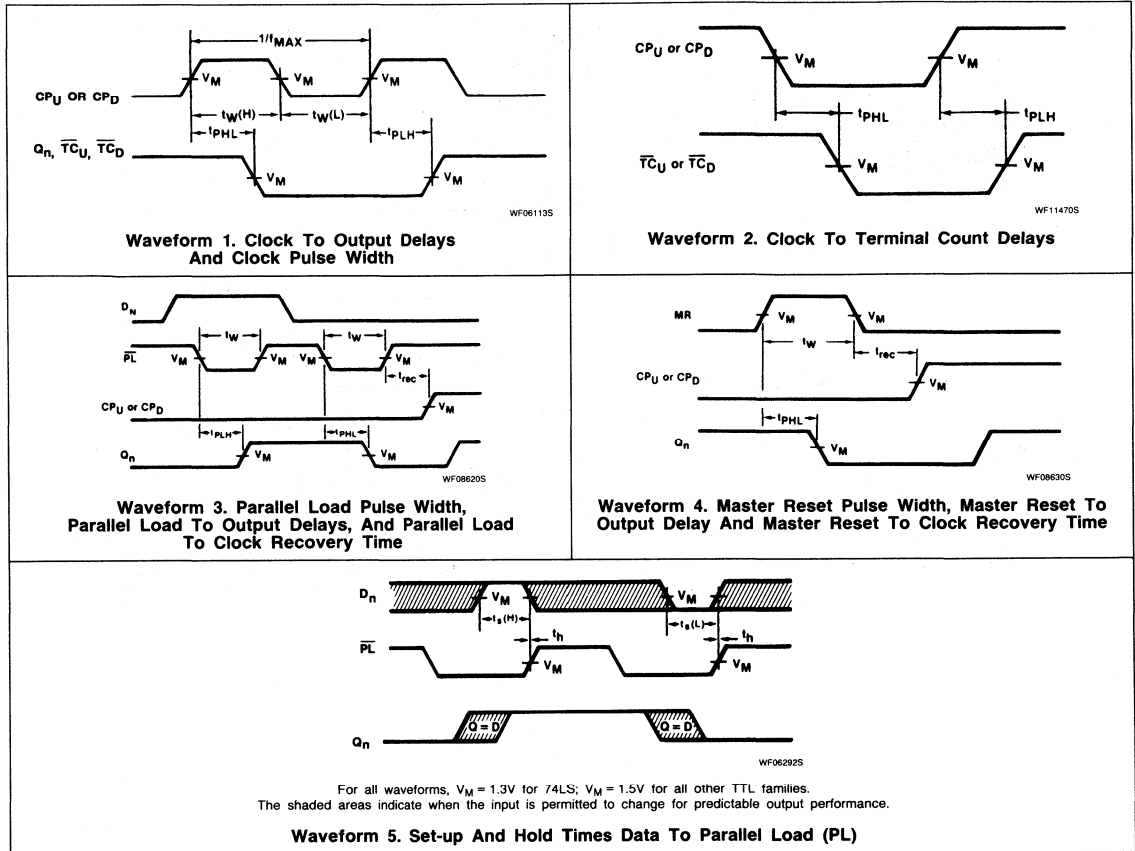 1/fMAX
CPU OR CPD
VM VM VM
tW(H) tW(L)
tPHL tPLH
Qn, T̅C̅U, T̅C̅D
VM VM
WF06113S
Waveform 1. Clock To Output Delays
And Clock Pulse Width
CPU or CPD
VM VM
tPHL tPLH
T̅C̅U or T̅C̅D
VM VM
WF11470S
Waveform 2. Clock To Terminal Count Delays
DN
tW tW
P̅L̅ VM VM VM VM
trec
CPU or CPD VM
tPLH tPHL
Qn VM VM
WF08620S
Waveform 3. Parallel Load Pulse Width,
Parallel Load To Output Delays, And Parallel Load
To Clock Recovery Time
MR VM VM
tW
trec
CPU or CPD
VM
tPHL
Qn VM
WF08630S
Waveform 4. Master Reset Pulse Width, Master Reset To
Output Delay And Master Reset To Clock Recovery Time
Dn VM VM
ts(H) ts(L)
th th
P̅L̅
VM VM
Q = D Q = D
Qn
WF06292S
For all waveforms, VM = 1.3V for 74LS; VM = 1.5V for all other TTL families.
The shaded areas indicate when the input is permitted to change for predictable output performance.
Waveform 5. Set-up And Hold Times Data To Parallel Load (PL)